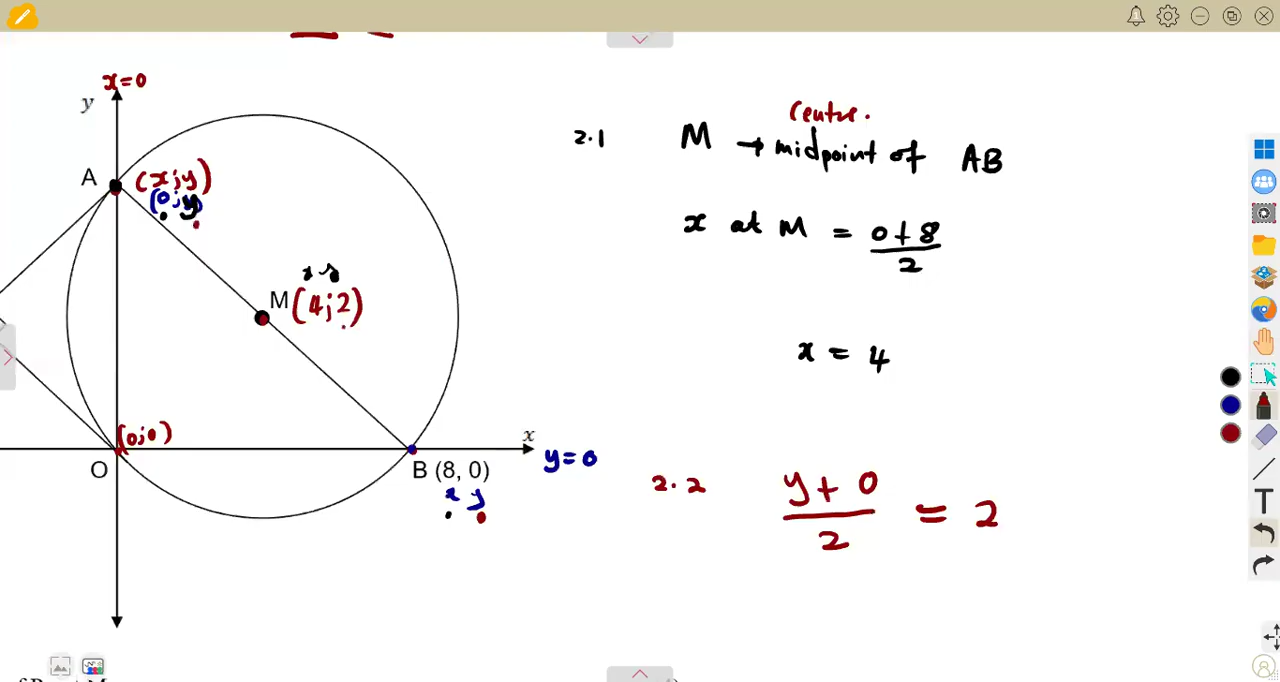 x=0
y
A
(x;y)
(0;y)
y
x y
M(4;2)
(0;0)
O
x
y=0
B (8, 0)
x y
2.1
centre.
M → midpoint of AB
x at M = 0+8
2
x = 4
2.2
y+0
2
= 2
T